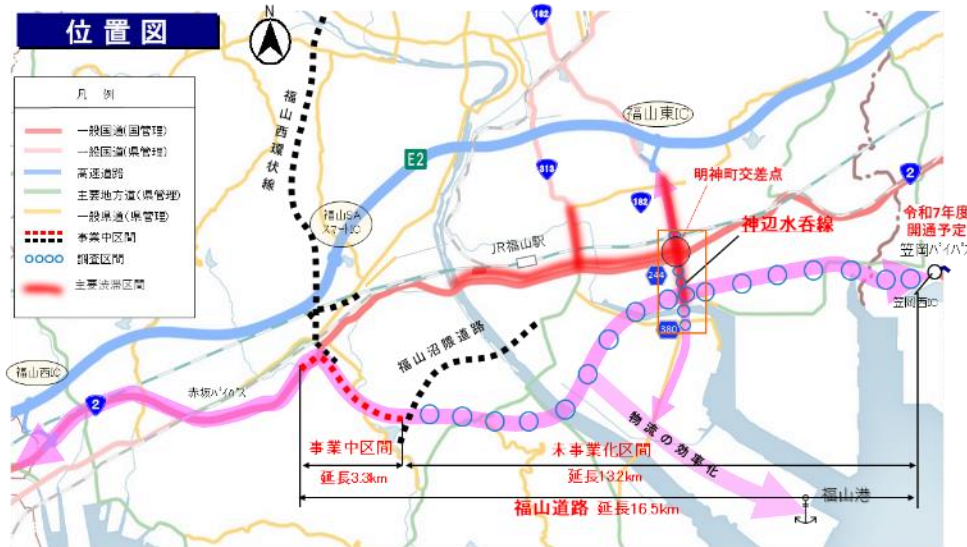 位置図
N
凡 例
一般国道(国管理)
一般国道(県管理)
高速道路
主要地方道(県管理)
一般県道(県管理)
事業中区間
調査区間
主要渋滞区間
福山西環状線
182
福山東IC
E2
313
182
明神町交差点
2
福山SA
スマートIC
JR福山駅
神辺水呑線
令和7年度
開通予定
笠岡バイパス
244
笠岡西IC
380
福山沼隈道路
福山西IC
赤坂バイパス
2
事業中区間
延長3.3km
未事業化区間
延長13.2km
物流の効率化
福山道路 延長16.5km
福山港